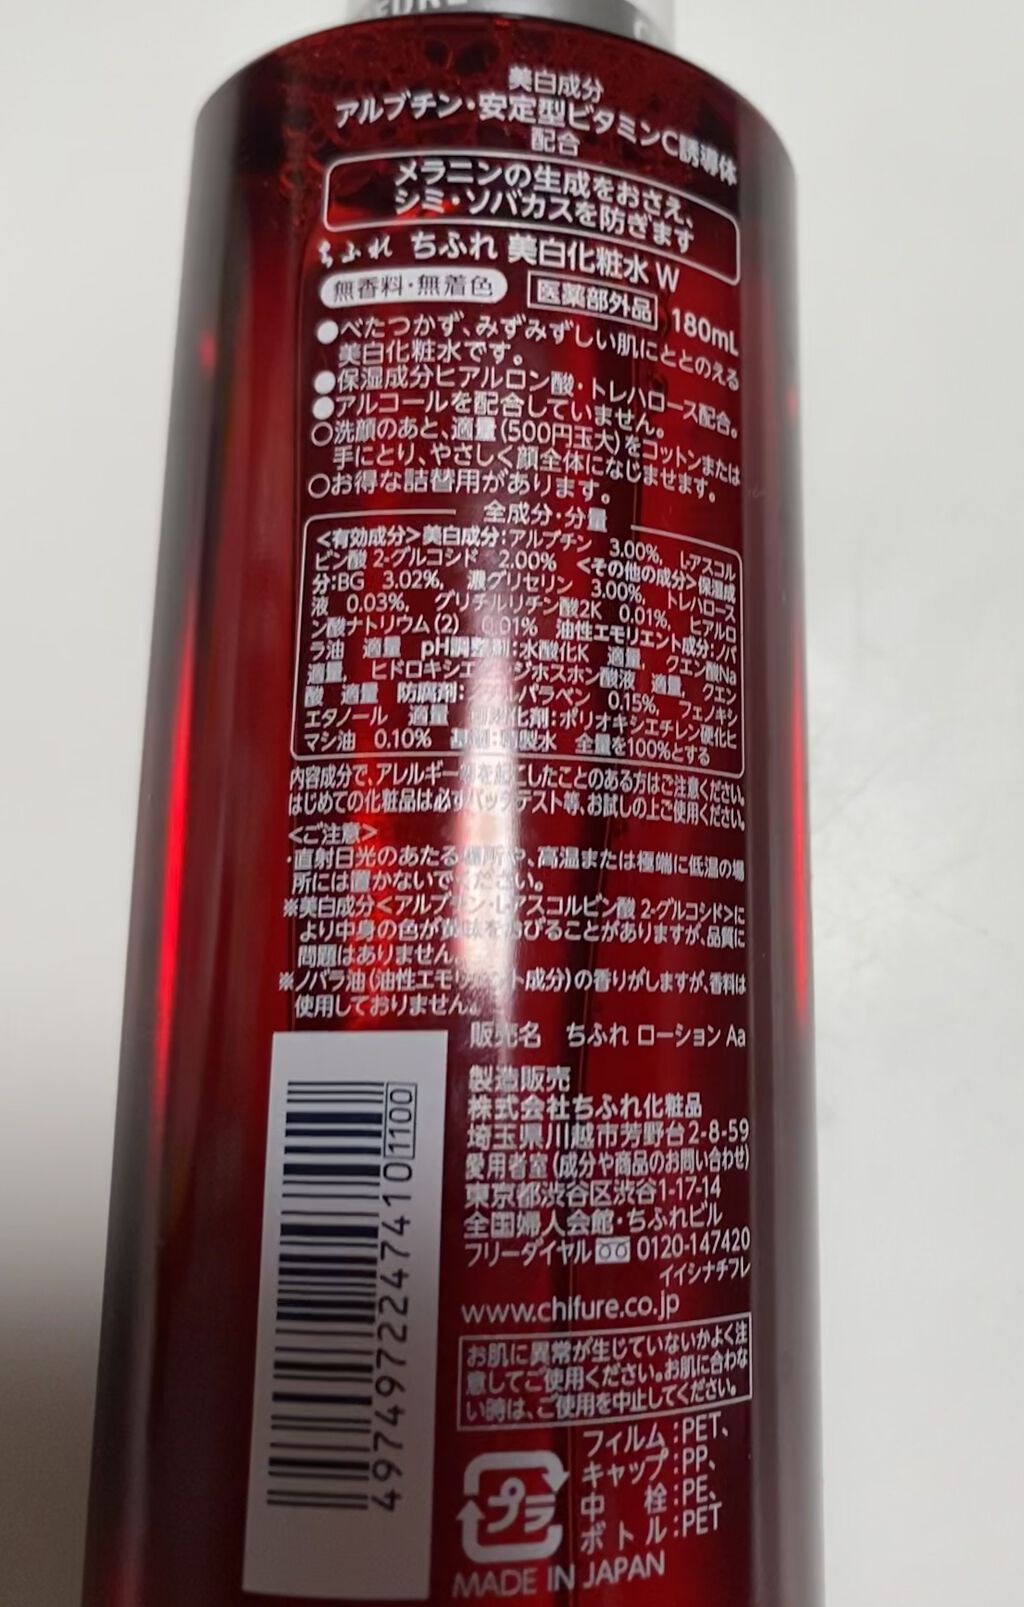 美白成分
アルブチン・安定型ビタミンC誘導体
配合
メラニンの生成をおさえ、
シミ・ソバカスを防ぎます
ちふれ ちふれ 美白化粧水 W
無香料・無着色 医薬部外品 180mL
●べたつかず、みずみずしい肌にととのえる
美白化粧水です。
●保湿成分ヒアルロン酸・トレハロース配合。
●アルコールを配合していません。
○洗顔のあと、適量(500円玉大)をコットンまたは
手にとり、やさしく顔全体になじませます。
○お得な詰替用があります。
全成分・分量
<有効成分>美白成分:アルブチン 3.00%, L-アスコル
ビン酸 2-グルコシド 2.00% <その他の成分>保湿成
分:BG 3.02%, 濃グリセリン 3.00%, トレハロース
液 0.03%, グリチルリチン酸2K 0.01%, ヒアルロ
ン酸ナトリウム(2) 0.01% 油性エモリエント成分:ノバ
ラ油 適量 pH調整剤:水酸化K 適量, クエン酸Na
適量, ヒドロキシエタンジホスホン酸液 適量, クエン
酸 適量 防腐剤:メチルパラベン 0.15%, フェノキシ
エタノール 適量 可溶化剤:ポリオキシエチレン硬化ヒ
マシ油 0.10% 基剤:精製水 全量を100%とする
内容成分で、アレルギー等を起こしたことのある方はご注意ください。
はじめての化粧品は必ずパッチテスト等、お試しの上ご使用ください。
<ご注意>
・直射日光のあたる場所や、高温または極端に低温の場
所には置かないでください。
※美白成分<アルブチン・L-アスコルビン酸 2-グルコシド>に
より中身の色が黄味をおびることがありますが、品質に
問題はありません。
※ノバラ油(油性エモリエント成分)の香りがしますが、香料は
使用しておりません。
販売名 ちふれ ローション Aa
製造販売
株式会社ちふれ化粧品
埼玉県川越市芳野台2-8-59
愛用者室(成分や商品のお問い合わせ)
東京都渋谷区渋谷1-17-14
全国婦人会館・ちふれビル
フリーダイヤル 0120-147420
イイシナチフレ
www.chifure.co.jp
お肌に異常が生じていないかよく注
意してご使用ください。お肌に合わな
い時は、ご使用を中止してください。
プラ
フィルム:PET、
キャップ:PP、
中栓:PE、
ボトル:PET
MADE IN JAPAN
4974972247410 1100